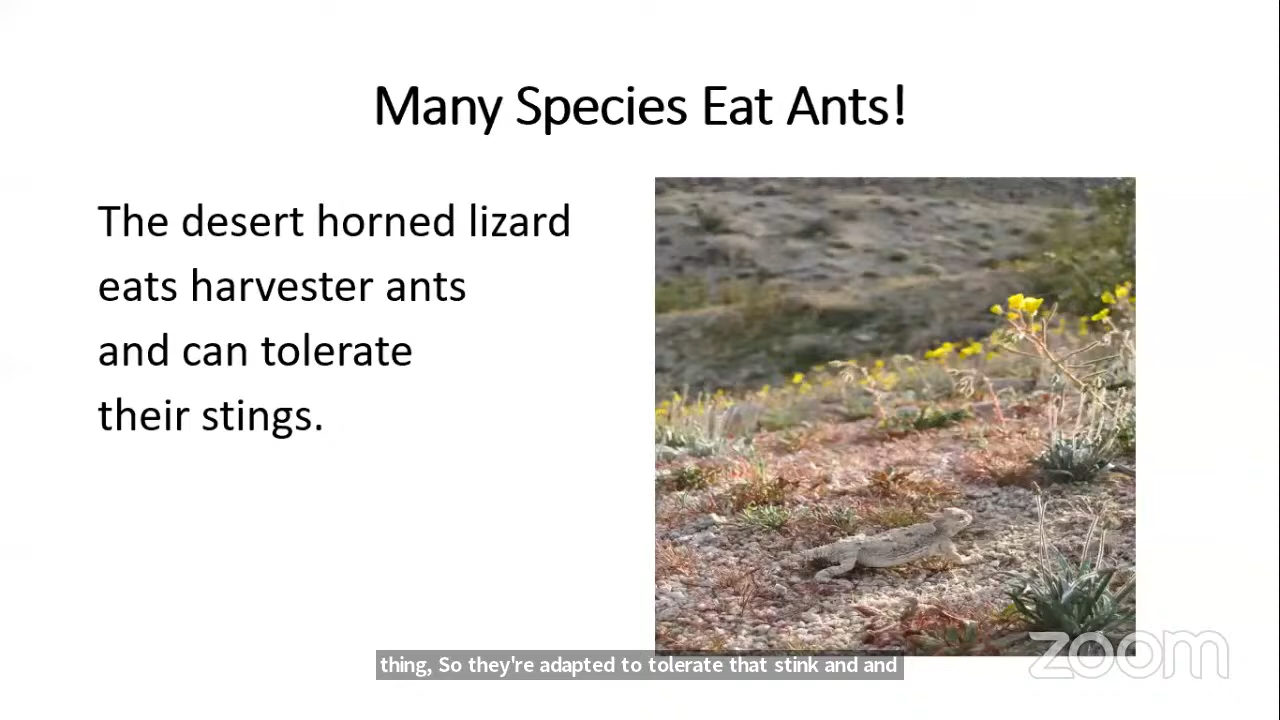 Many Species Eat Ants!
The desert horned lizard
eats harvester ants
and can tolerate
their stings.
thing, So they're adapted to tolerate that stink and and
zoom